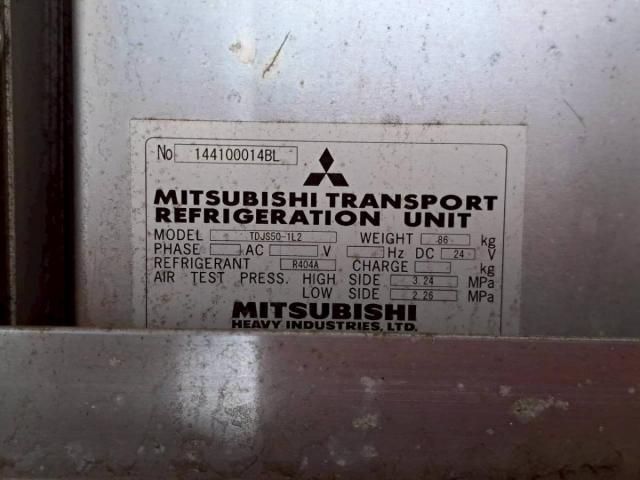 No 144100014BL
MITSUBISHI TRANSPORT
REFRIGERATION UNIT
MODEL TDJS50-1L2 WEIGHT 86 kg
PHASE AC V Hz DC 24 V
REFRIGERANT R404A CHARGE kg
AIR TEST PRESS. HIGH SIDE 3.24 MPa
LOW SIDE 2.26 MPa
MITSUBISHI
HEAVY INDUSTRIES, LTD.